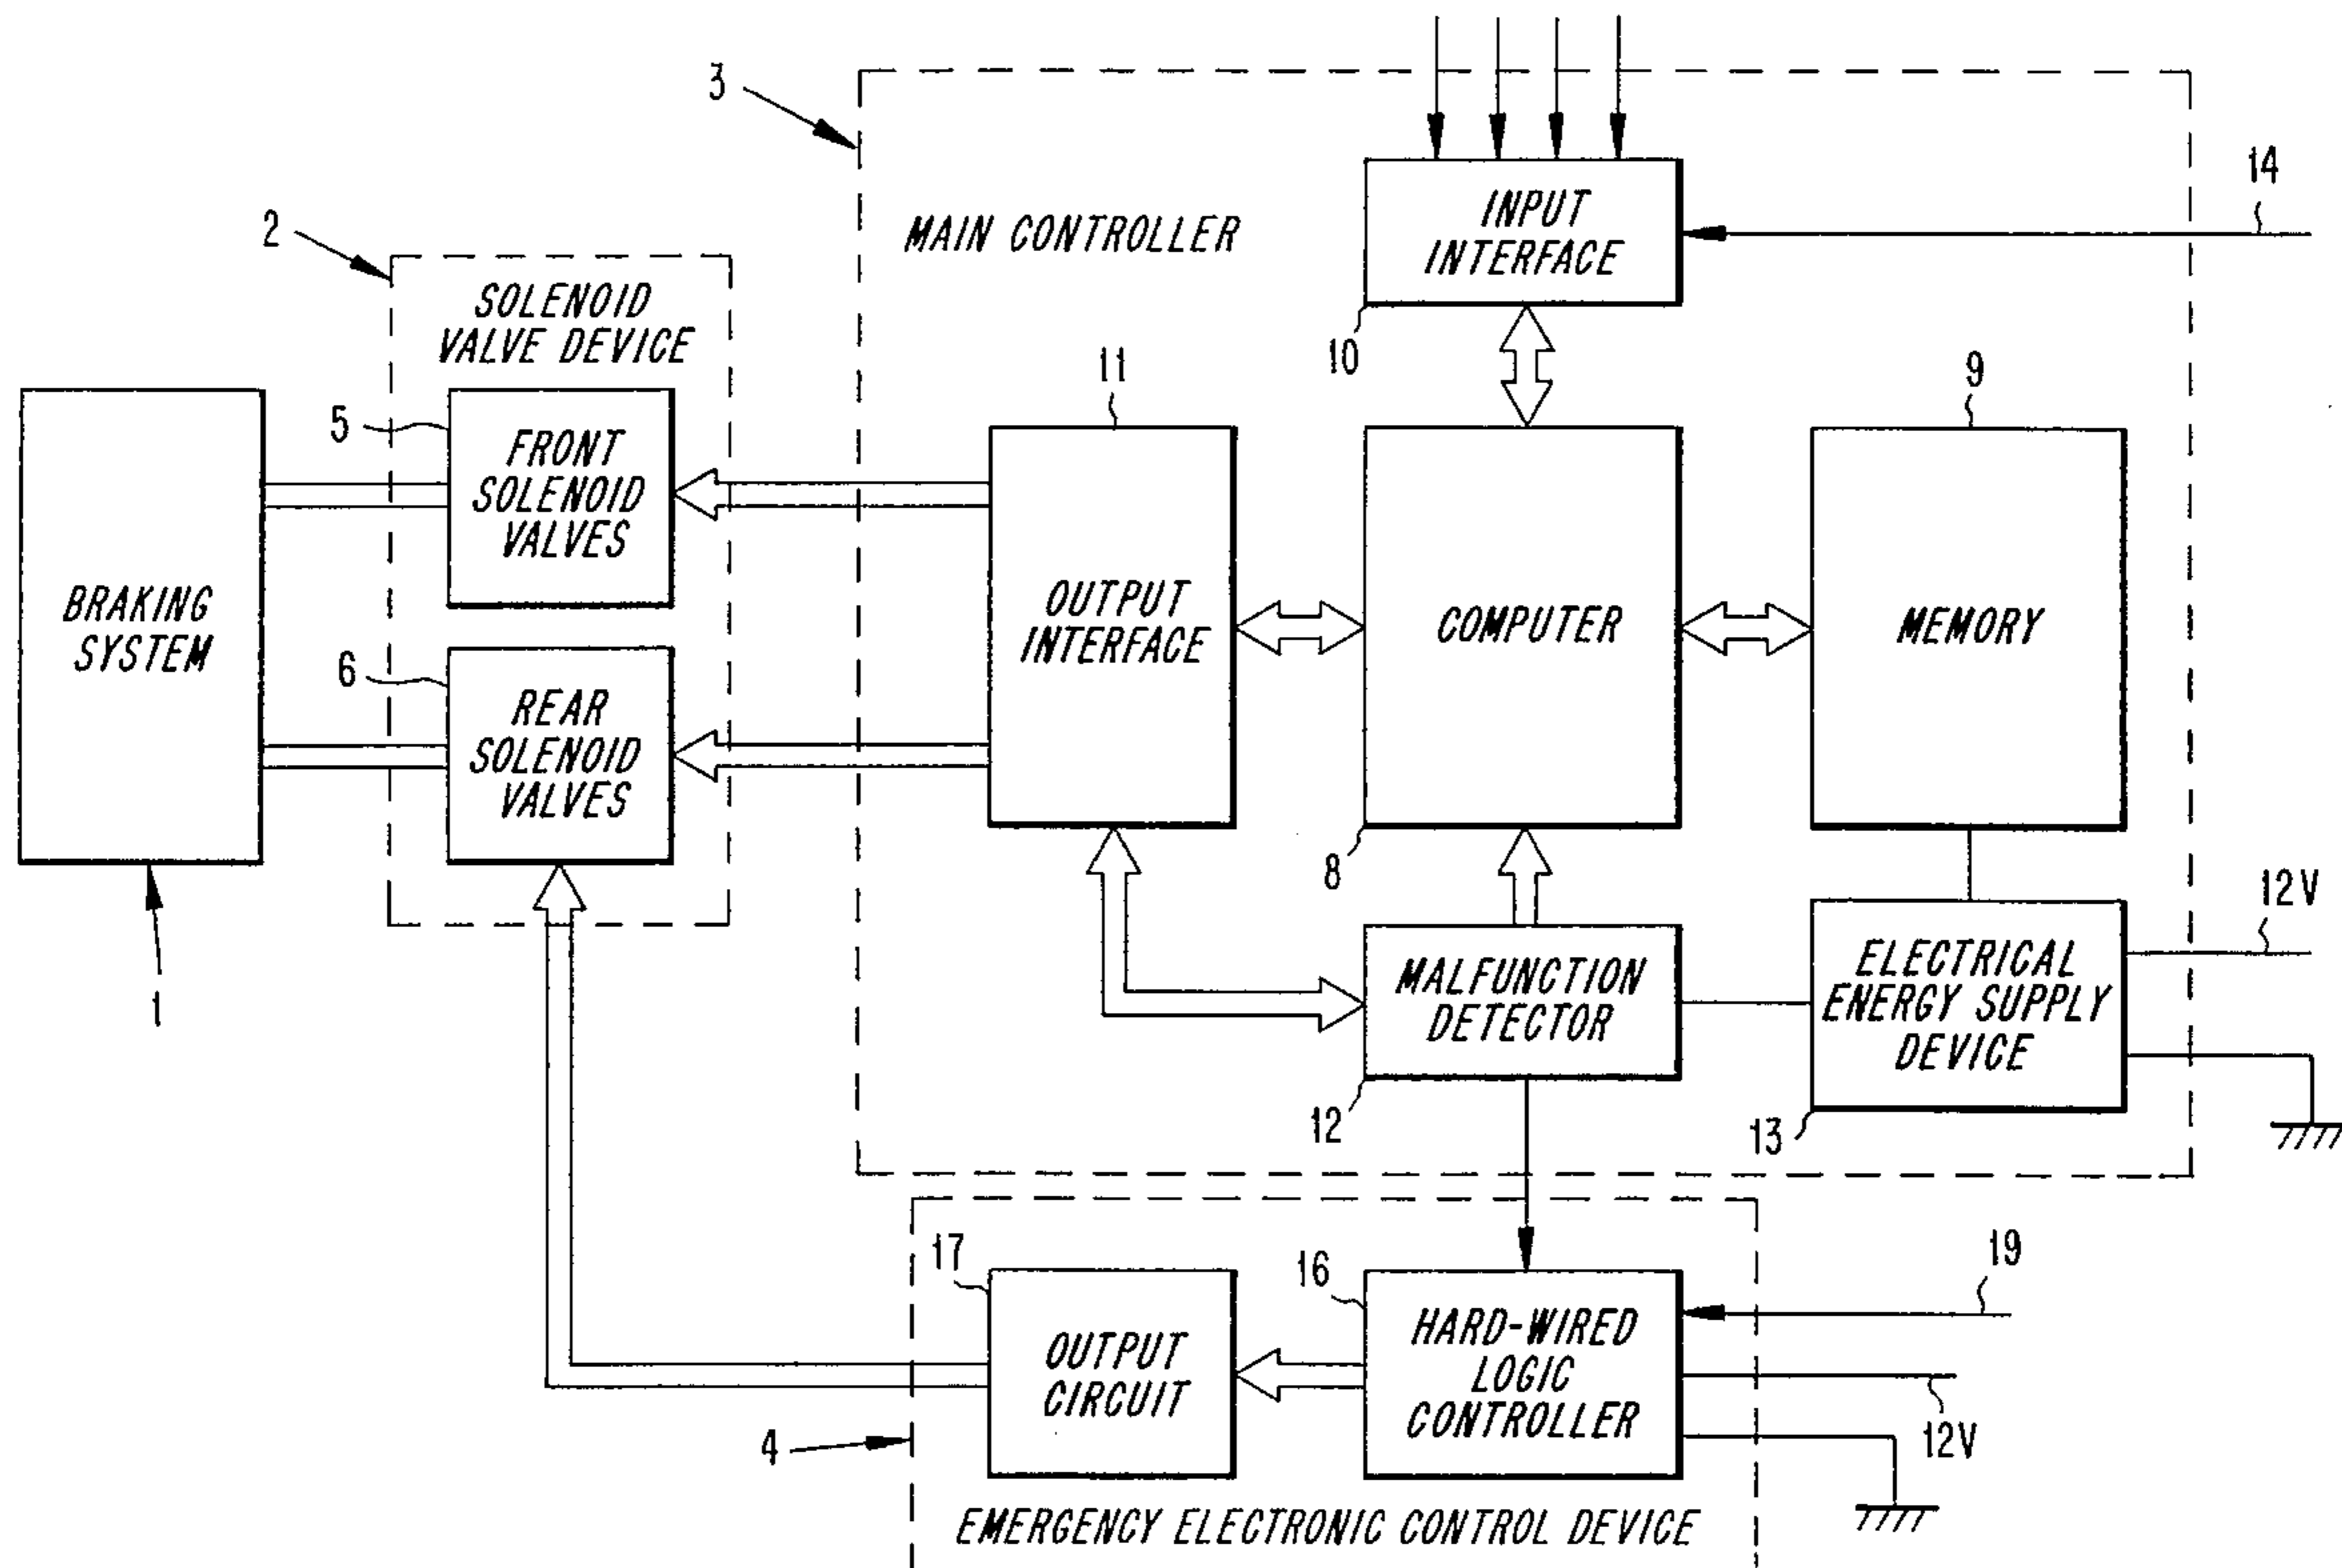 3
MAIN CONTROLLER
INPUT
INTERFACE
10
14
2
SOLENOID
VALVE DEVICE
5
FRONT
SOLENOID
VALVES
6
REAR
SOLENOID
VALVES
BRAKING
SYSTEM
1
11
OUTPUT
INTERFACE
COMPUTER
8
9
MEMORY
MALFUNCTION
DETECTOR
12
12V
ELECTRICAL
ENERGY SUPPLY
DEVICE
13
17
OUTPUT
CIRCUIT
16
HARD-WIRED
LOGIC
CONTROLLER
19
12V
4
EMERGENCY ELECTRONIC CONTROL DEVICE